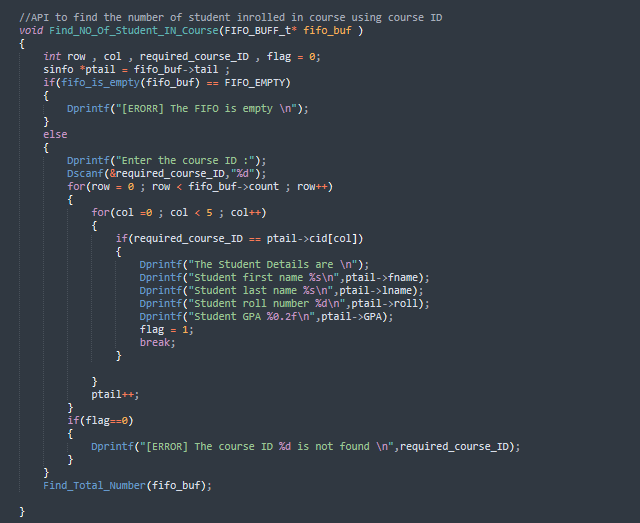 //API to find the number of student inrolled in course using course ID
void Find_NO_Of_Student_IN_Course(FIFO_BUFF_t* fifo_buf )
{
int row , col , required_course_ID , flag = 0;
sinfo *ptail = fifo_buf->tail ;
if(fifo_is_empty(fifo_buf) == FIFO_EMPTY)
{
Dprintf("[ERORR] The FIFO is empty \n");
}
else
{
Dprintf("Enter the course ID :");
Dscanf(&required_course_ID,"%d");
for(row = 0 ; row < fifo_buf->count ; row++)
{
for(col =0 ; col < 5 ; col++)
{
if(required_course_ID == ptail->cid[col])
{
Dprintf("The Student Details are \n");
Dprintf("Student first name %s\n",ptail->fname);
Dprintf("Student last name %s\n",ptail->lname);
Dprintf("Student roll number %d\n",ptail->roll);
Dprintf("Student GPA %0.2f\n",ptail->GPA);
flag = 1;
break;
}
}
ptail++;
}
if(flag==0)
{
Dprintf("[ERROR] The course ID %d is not found \n",required_course_ID);
}
}
Find_Total_Number(fifo_buf);
}